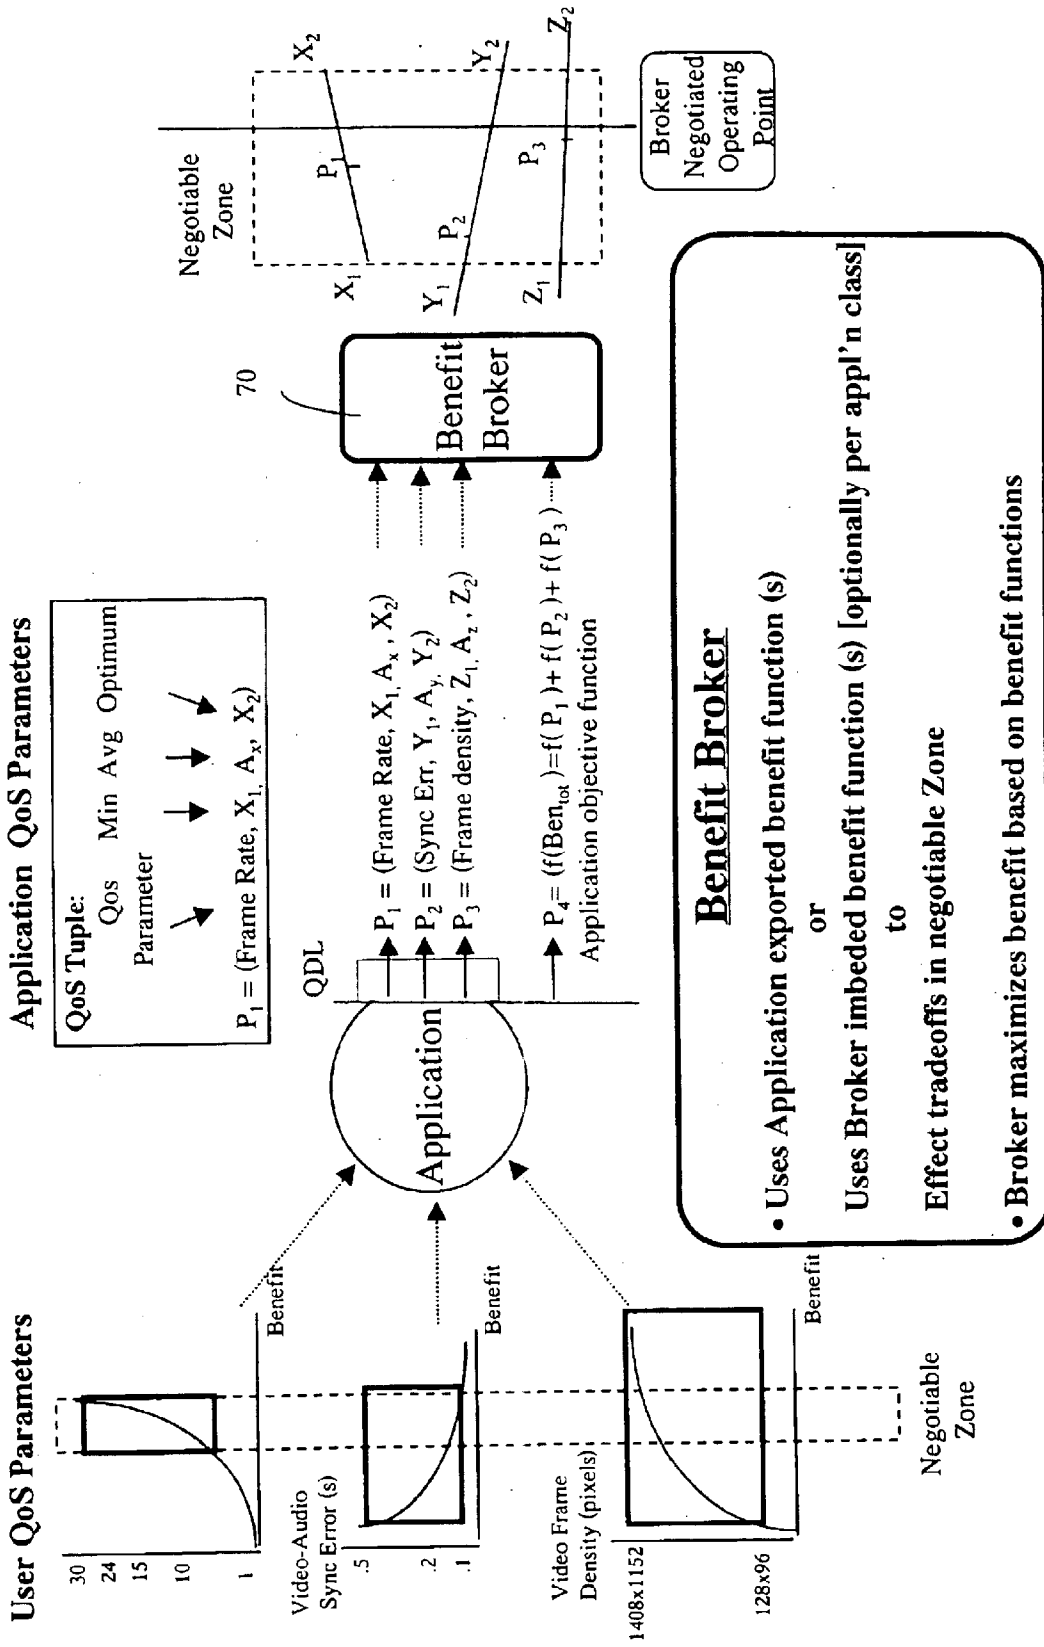 User QoS Parameters
30
24
15
10
1
Benefit
Video-Audio
Sync Error (s)
.5
.2
.1
Benefit
Video Frame
Density (pixels)
1408x1152
128x96
Benefit
Negotiable
Zone
Application QoS Parameters
QoS Tuple:
Qos Min Avg Optimum
Parameter
P1 = (Frame Rate, X1, Ax, X2)
Application
QDL
P1 = (Frame Rate, X1, Ax, X2)
P2 = (Sync Err, Y1, Ay, Y2)
P3 = (Frame density, Z1, Az, Z2)
P4= (f(Bentot)=f(P1)+ f(P2)+ f(P3)
Application objective function
70
Benefit
Broker
Negotiable
Zone
X1
P1
X2
Y1
P2
Y2
Z1
P3
Z2
Broker
Negotiated
Operating
Point
Benefit Broker
• Uses Application exported benefit function (s)
or
Uses Broker imbeded benefit function (s) [optionally per appl'n class]
to
Effect tradeoffs in negotiable Zone
• Broker maximizes benefit based on benefit functions